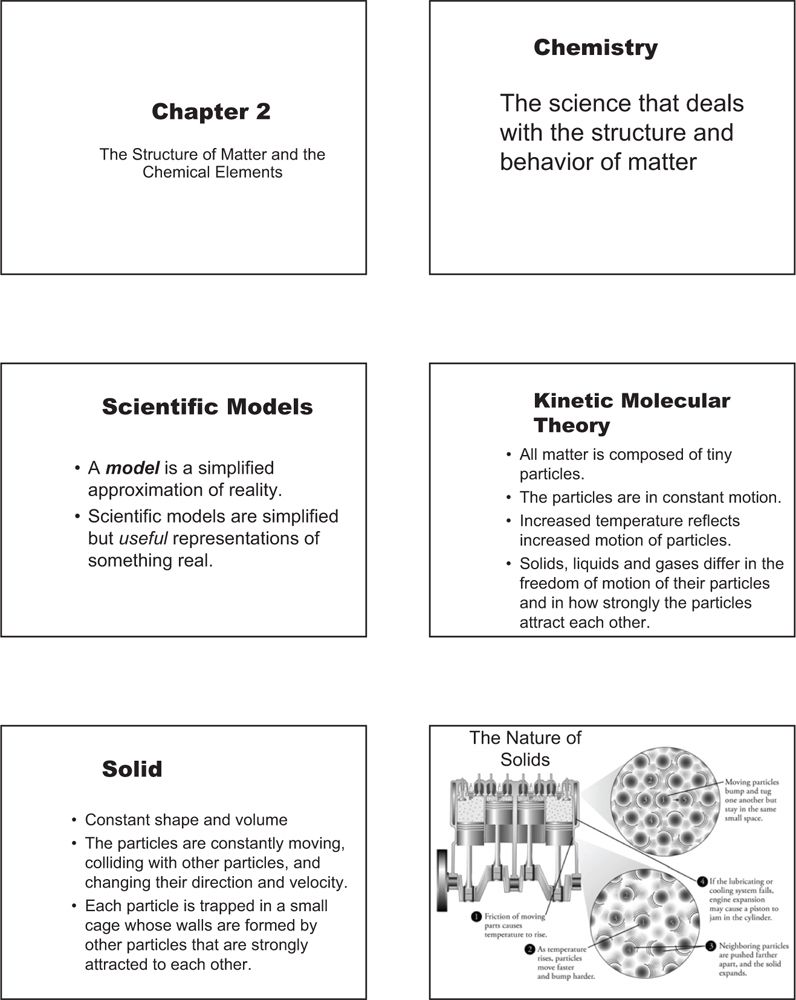 Chapter 2
The Structure of Matter and the
Chemical Elements
Chemistry
The science that deals
with the structure and
behavior of matter
Scientific Models
• A model is a simplified
approximation of reality.
• Scientific models are simplified
but useful representations of
something real.
Kinetic Molecular
Theory
• All matter is composed of tiny
particles.
• The particles are in constant motion.
• Increased temperature reflects
increased motion of particles.
• Solids, liquids and gases differ in the
freedom of motion of their particles
and in how strongly the particles
attract each other.
Solid
• Constant shape and volume
• The particles are constantly moving,
colliding with other particles, and
changing their direction and velocity.
• Each particle is trapped in a small
cage whose walls are formed by
other particles that are strongly
attracted to each other.
The Nature of
Solids
Moving particles
bump and tug
one another but
stay in the same
small space.
4 If the lubricating or
cooling system fails,
engine expansion
may cause a piston to
jam in the cylinder.
1 Friction of moving
parts causes
temperature to rise.
2 As temperature
rises, particles
move faster
and bump harder.
3 Neighboring particles
are pushed farther
apart, and the solid
expands.